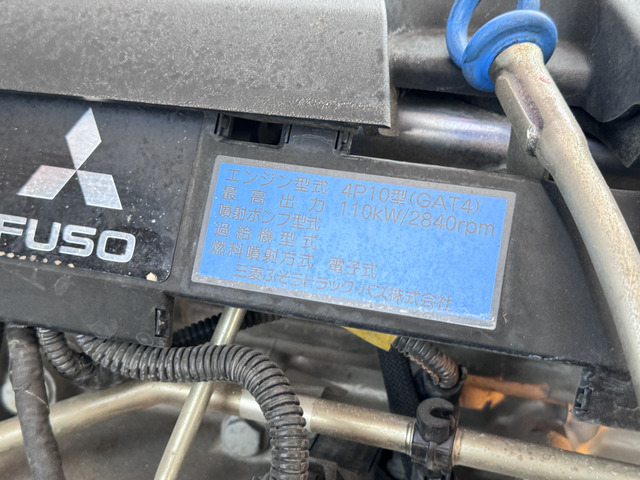 FUSO
エンジン型式 4P10型(GAT4)
最高出力 110kW/2840rpm
噴射ポンプ型式
過給機型式
燃料噴射方式 電子式
三菱ふそうトラック・バス株式会社